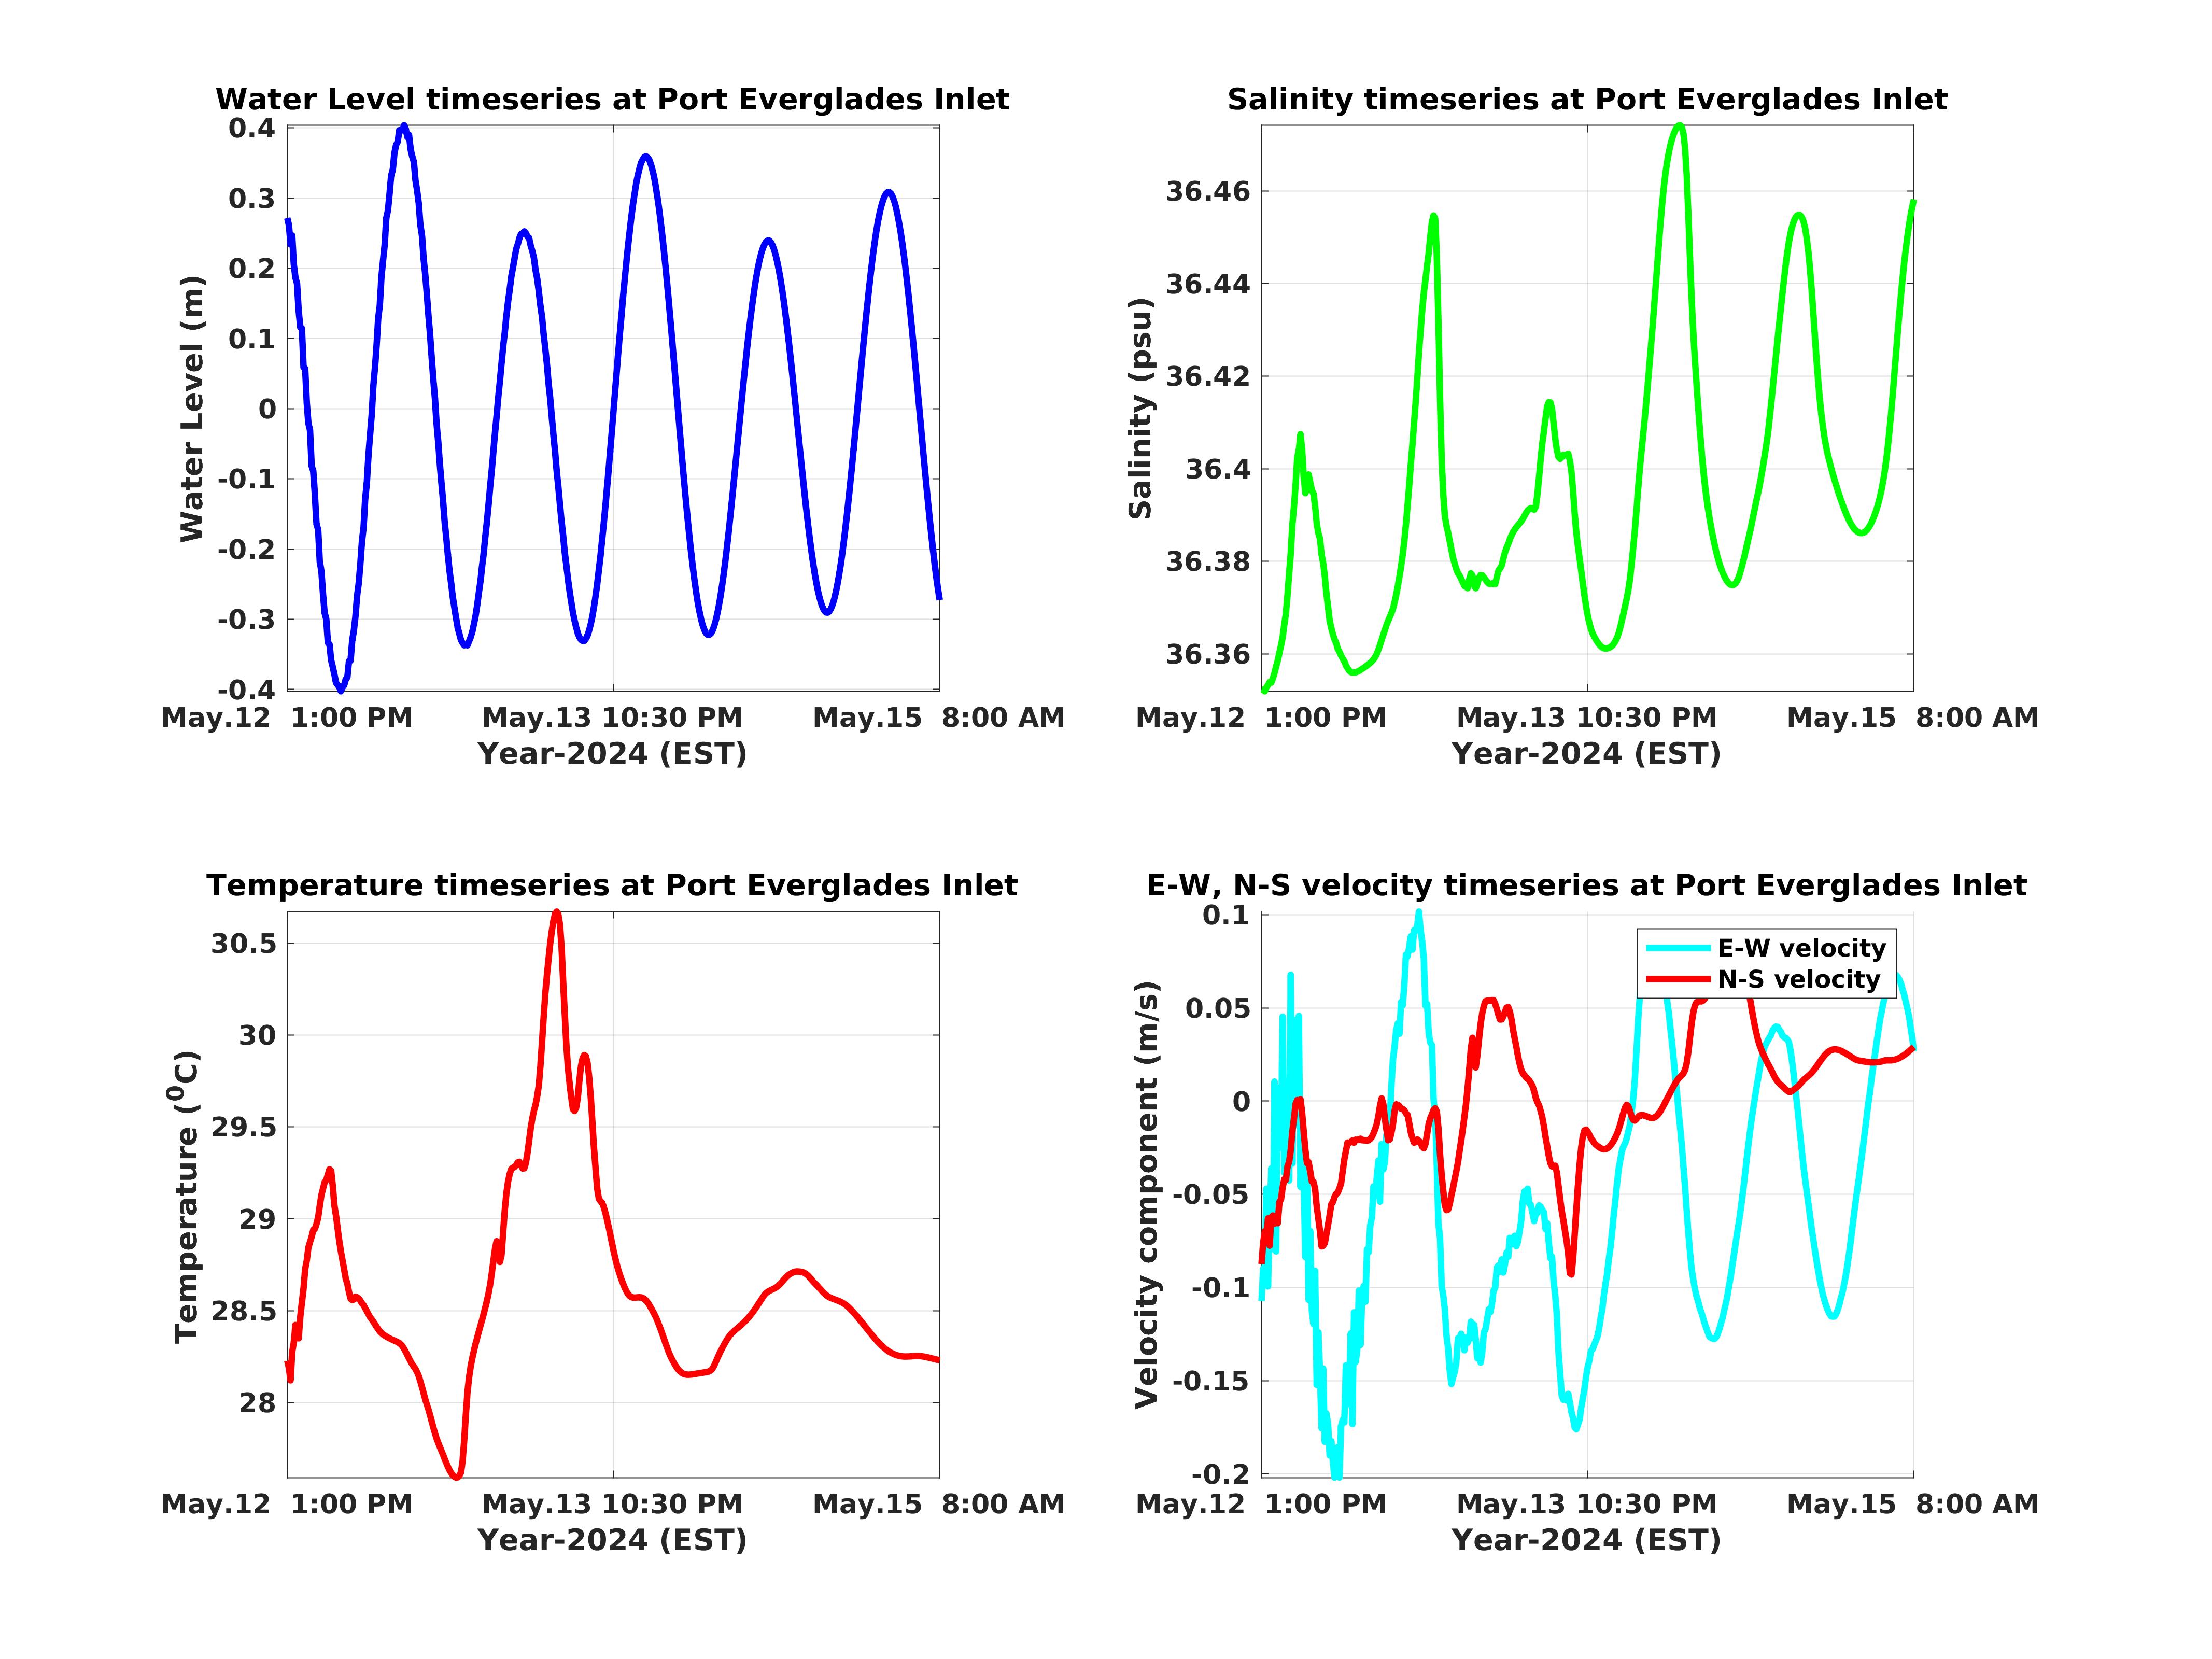 Water Level timeseries at Port Everglades Inlet
0.4
0.3
0.2
0.1
0
-0.1
-0.2
-0.3
-0.4
Water Level (m)
May.12 1:00 PM May.13 10:30 PM May.15 8:00 AM
Year-2024 (EST)
Salinity timeseries at Port Everglades Inlet
36.46
36.44
36.42
36.4
36.38
36.36
Salinity (psu)
May.12 1:00 PM May.13 10:30 PM May.15 8:00 AM
Year-2024 (EST)
Temperature timeseries at Port Everglades Inlet
30.5
30
29.5
29
28.5
28
Temperature (⁰C)
May.12 1:00 PM May.13 10:30 PM May.15 8:00 AM
Year-2024 (EST)
E-W, N-S velocity timeseries at Port Everglades Inlet
0.1
0.05
0
-0.05
-0.1
-0.15
-0.2
Velocity component (m/s)
E-W velocity
N-S velocity
May.12 1:00 PM May.13 10:30 PM May.15 8:00 AM
Year-2024 (EST)